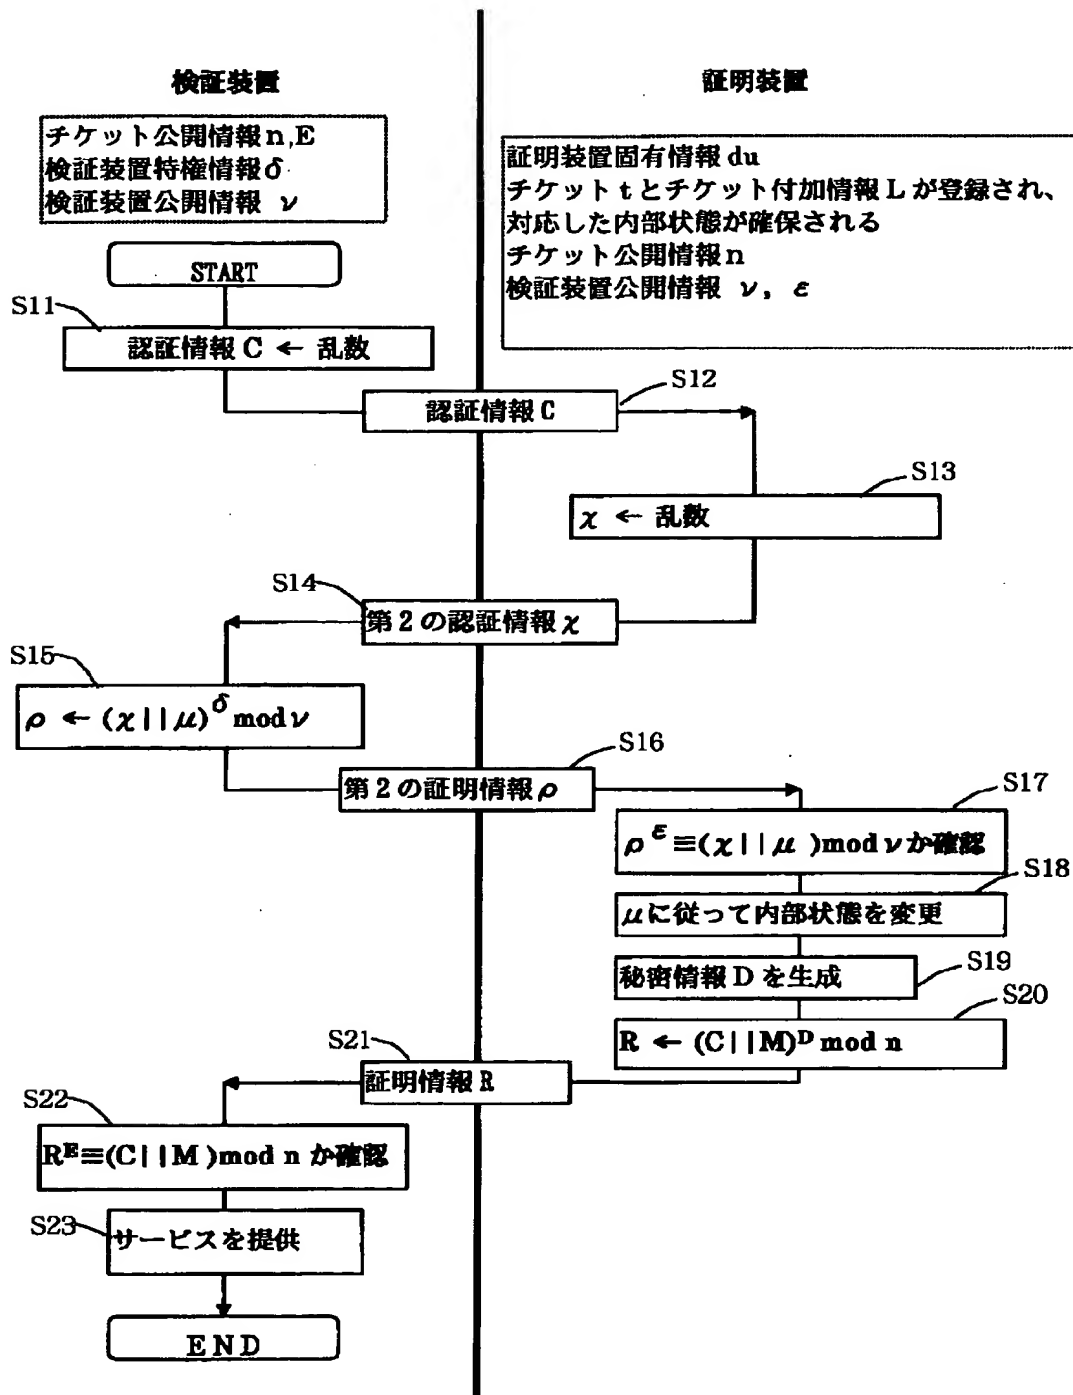 検証装置
証明装置
チケット公開情報n,E
検証装置特権情報δ
検証装置公開情報 ν
証明装置固有情報du
チケットtとチケット付加情報Lが登録され、
対応した内部状態が確保される
チケット公開情報n
検証装置公開情報 ν, ε
START
S11
認証情報C ← 乱数
S12
認証情報C
S13
χ ← 乱数
S14
第2の認証情報χ
S15
ρ ← (χ||μ)^δ mod ν
S16
第2の証明情報ρ
S17
ρ^ε≡(χ||μ)mod νか確認
S18
μに従って内部状態を変更
S19
秘密情報Dを生成
S20
R ← (C||M)^D mod n
S21
証明情報R
S22
R^E≡(C||M)mod n か確認
S23
サービスを提供
END